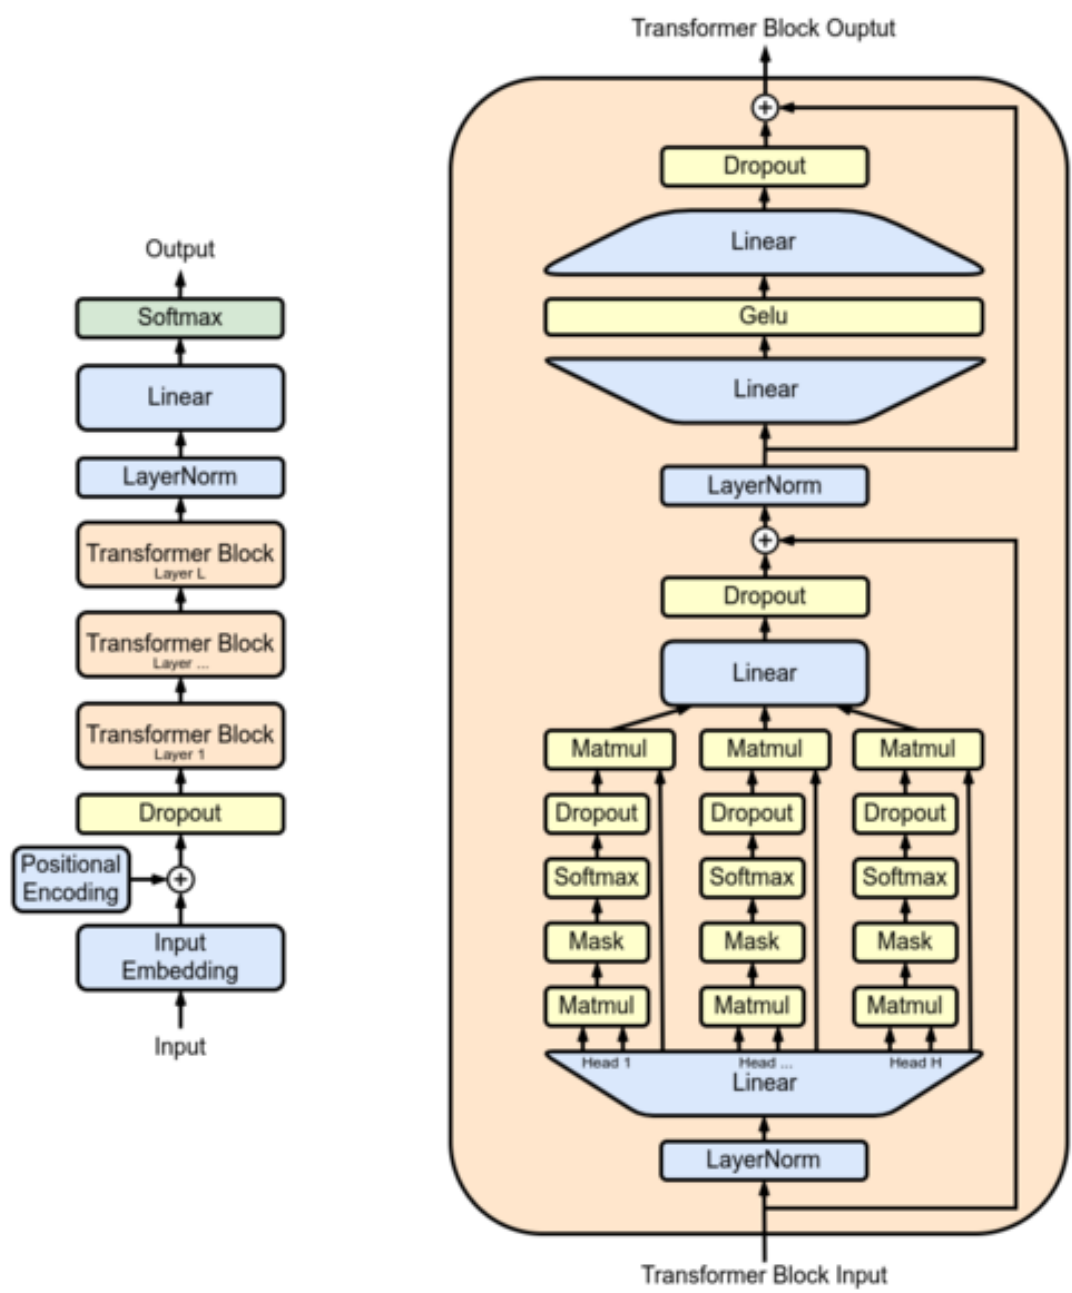 Output
Softmax
Linear
LayerNorm
Transformer Block
Layer L
Transformer Block
Layer ...
Transformer Block
Layer 1
Dropout
Positional
Encoding
+
Input
Embedding
Input
Transformer Block Ouptut
+
Dropout
Linear
Gelu
Linear
LayerNorm
+
Dropout
Linear
Matmul Matmul Matmul
Dropout Dropout Dropout
Softmax Softmax Softmax
Mask Mask Mask
Matmul Matmul Matmul
Head 1 Head ... Head H
Linear
LayerNorm
Transformer Block Input